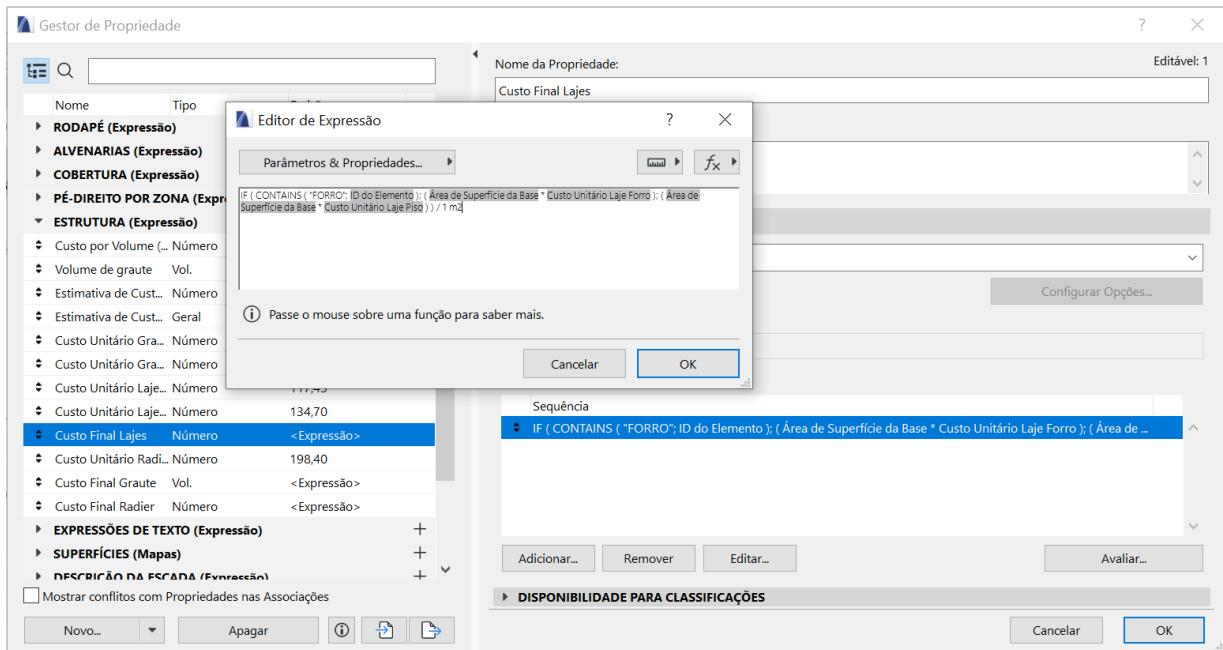 Gestor de Propriedade
?
Nome Tipo
RODAPÉ (Expressão)
ALVENARIAS (Expressão)
COBERTURA (Expressão)
PÉ-DIREITO POR ZONA (Expre
ESTRUTURA (Expressão)
Custo por Volume (... Número
Volume de graute Vol.
Estimativa de Cust... Número
Estimativa de Cust... Geral
Custo Unitário Gra... Número
Custo Unitário Gra... Número
Custo Unitário Laje... Número
Custo Unitário Laje... Número 134,70
Custo Final Lajes Número <Expressão>
Custo Unitário Radi... Número 198,40
Custo Final Graute Vol. <Expressão>
Custo Final Radier Número <Expressão>
EXPRESSÕES DE TEXTO (Expressão)
SUPERFÍCIES (Mapas)
DESCRIÇÃO DA ESCADA (Expressão)
Mostrar conflitos com Propriedades nas Associações
Novo... Apagar
Editor de Expressão
?
Parâmetros & Propriedades... fx
IF ( CONTAINS ( "FORRO"; ID do Elemento ); ( Área de Superfície da Base * Custo Unitário Laje Forro ); ( Área de
Superfície da Base * Custo Unitário Laje Piso ) ) / 1 m2
Passe o mouse sobre uma função para saber mais.
Cancelar OK
Nome da Propriedade: Editável: 1
Custo Final Lajes
Configurar Opções...
Sequência
IF ( CONTAINS ( "FORRO"; ID do Elemento ); ( Área de Superfície da Base * Custo Unitário Laje Forro ); ( Área de ...
Adicionar... Remover Editar... Avaliar...
DISPONIBILIDADE PARA CLASSIFICAÇÕES
Cancelar OK